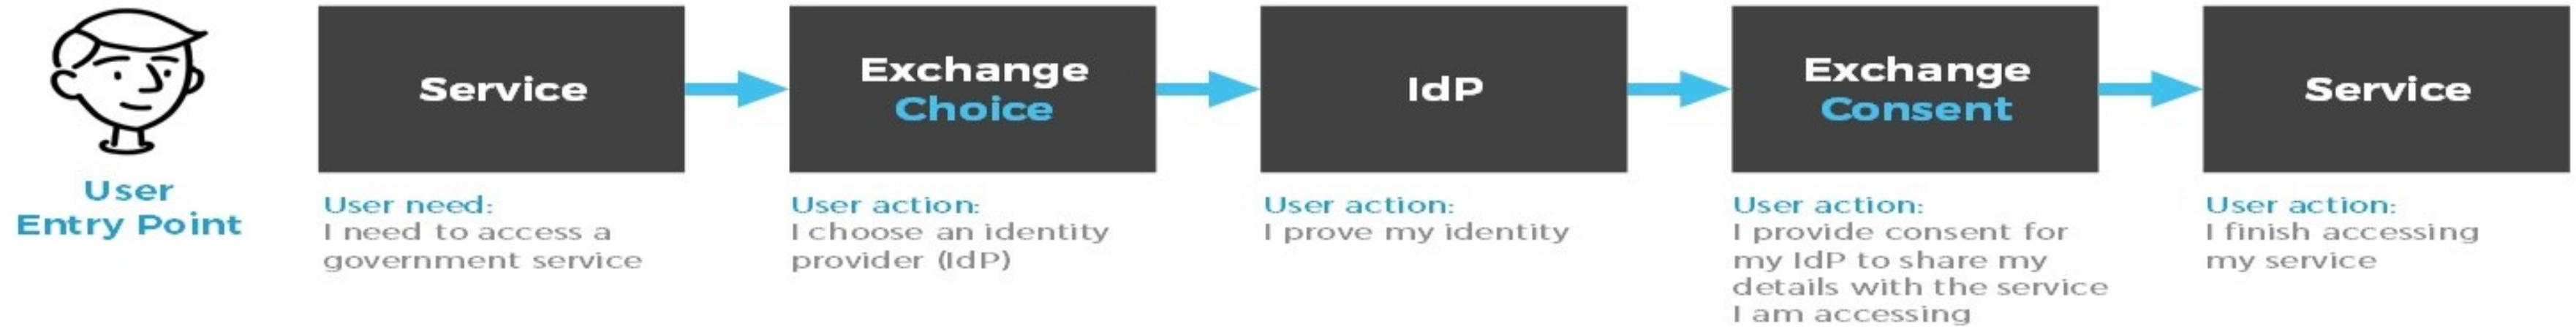 User
Entry Point
Service
User need:
I need to access a
government service
Exchange
Choice
User action:
I choose an identity
provider (IdP)
IdP
User action:
I prove my identity
Exchange
Consent
User action:
I provide consent for
my IdP to share my
details with the service
I am accessing
Service
User action:
I finish accessing
my service